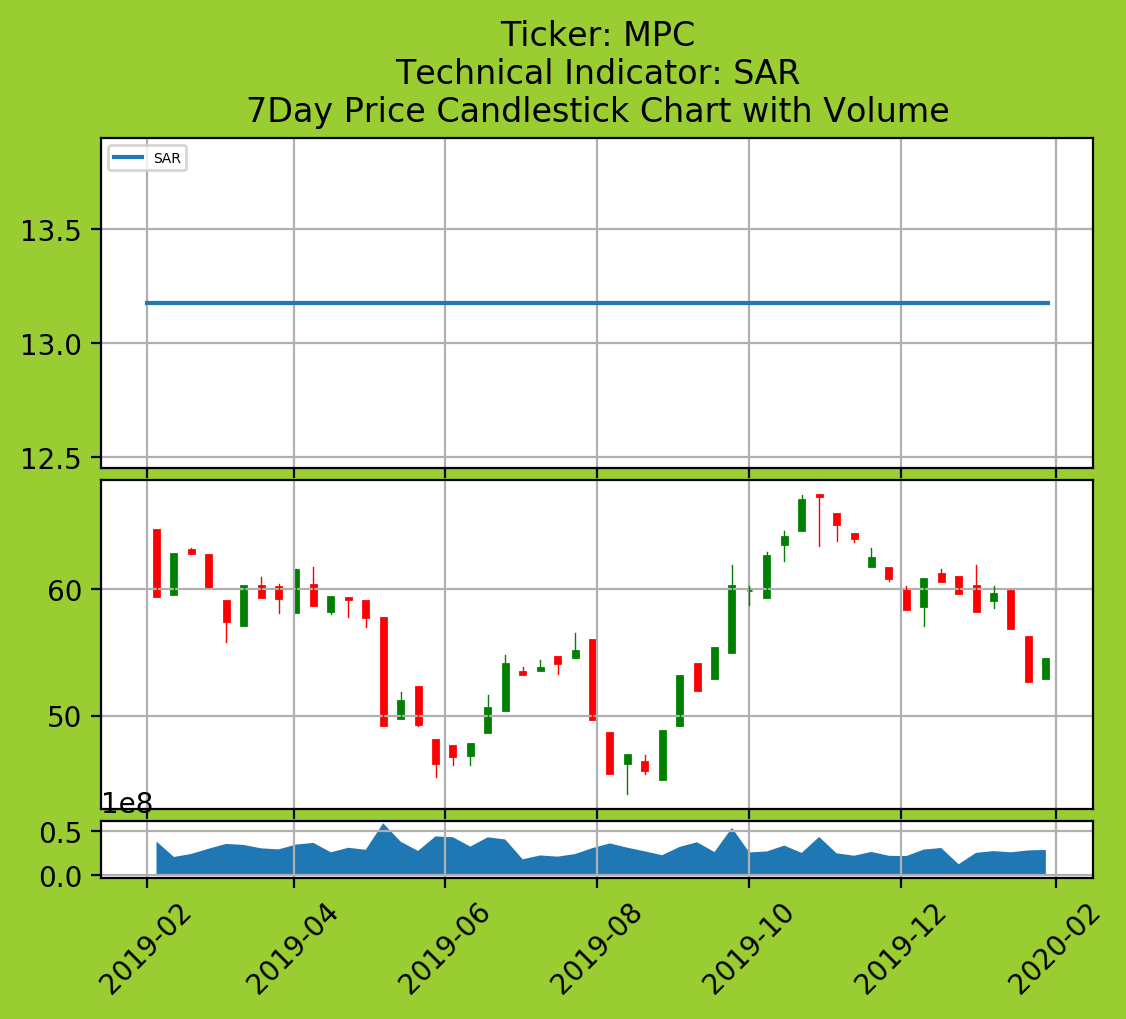 Ticker: MPC
Technical Indicator: SAR
7Day Price Candlestick Chart with Volume
SAR
13.5
13.0
12.5
60
50
1e8
0.5
0.0
2019-02
2019-04
2019-06
2019-08
2019-10
2019-12
2020-02